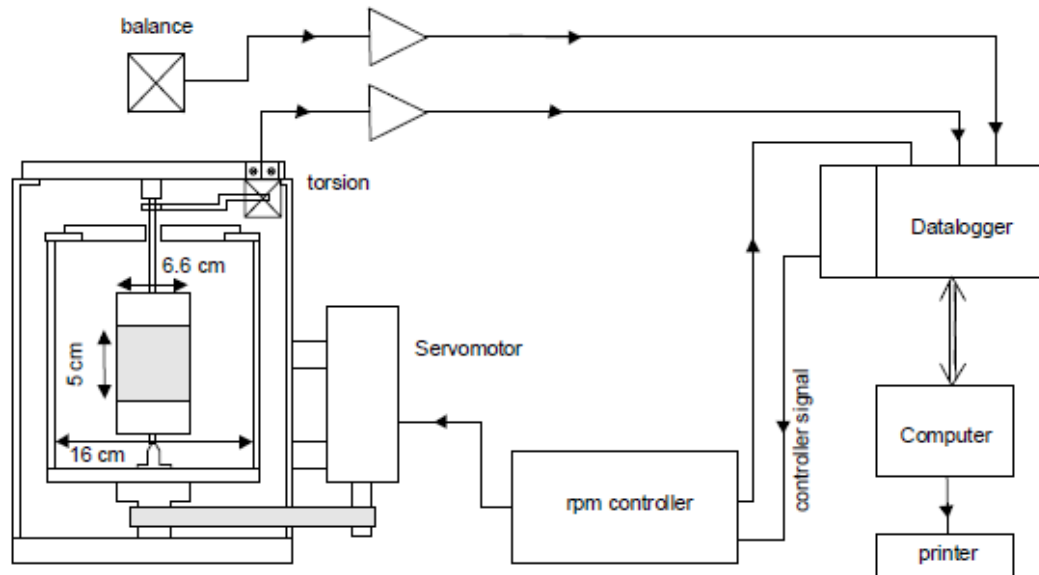 balance
torsion
Datalogger
6.6 cm
5 cm
Servomotor
16 cm
controller signal
Computer
rpm controller
printer